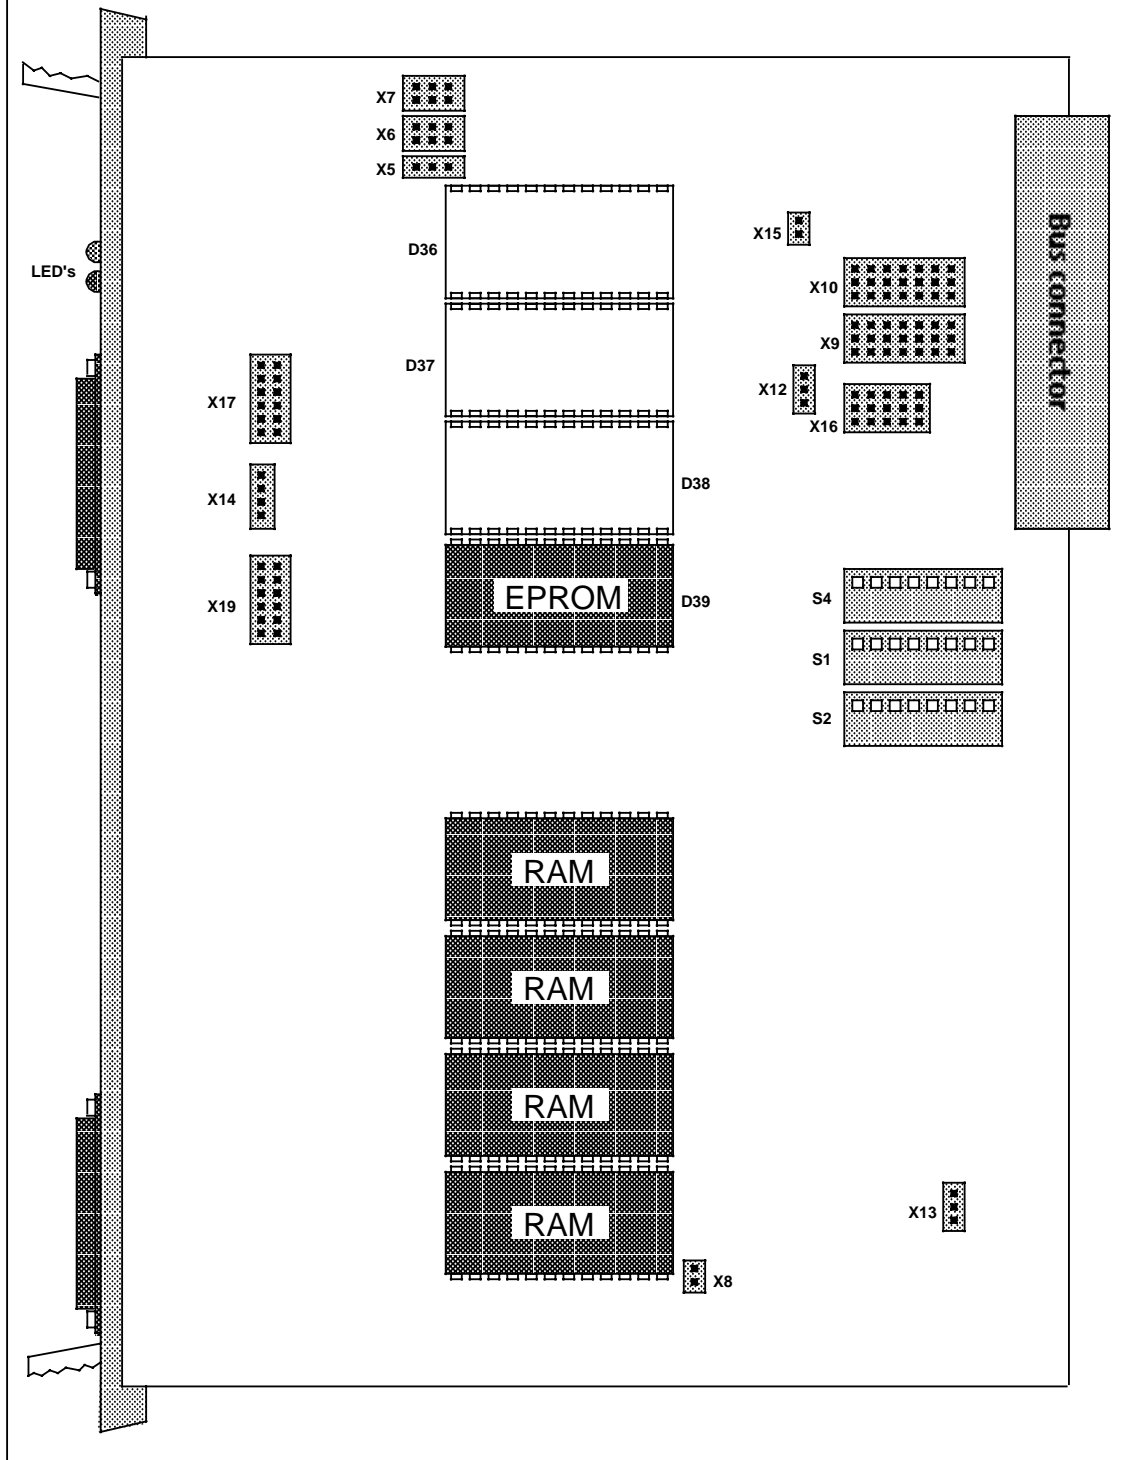 X7
X6
X5
D36
X15
LED's
X10
X9
D37
X12
X17
X16
Bus connector
D38
X14
EPROM
D39
X19
S4
S1
S2
RAM
RAM
RAM
RAM
X13
X8